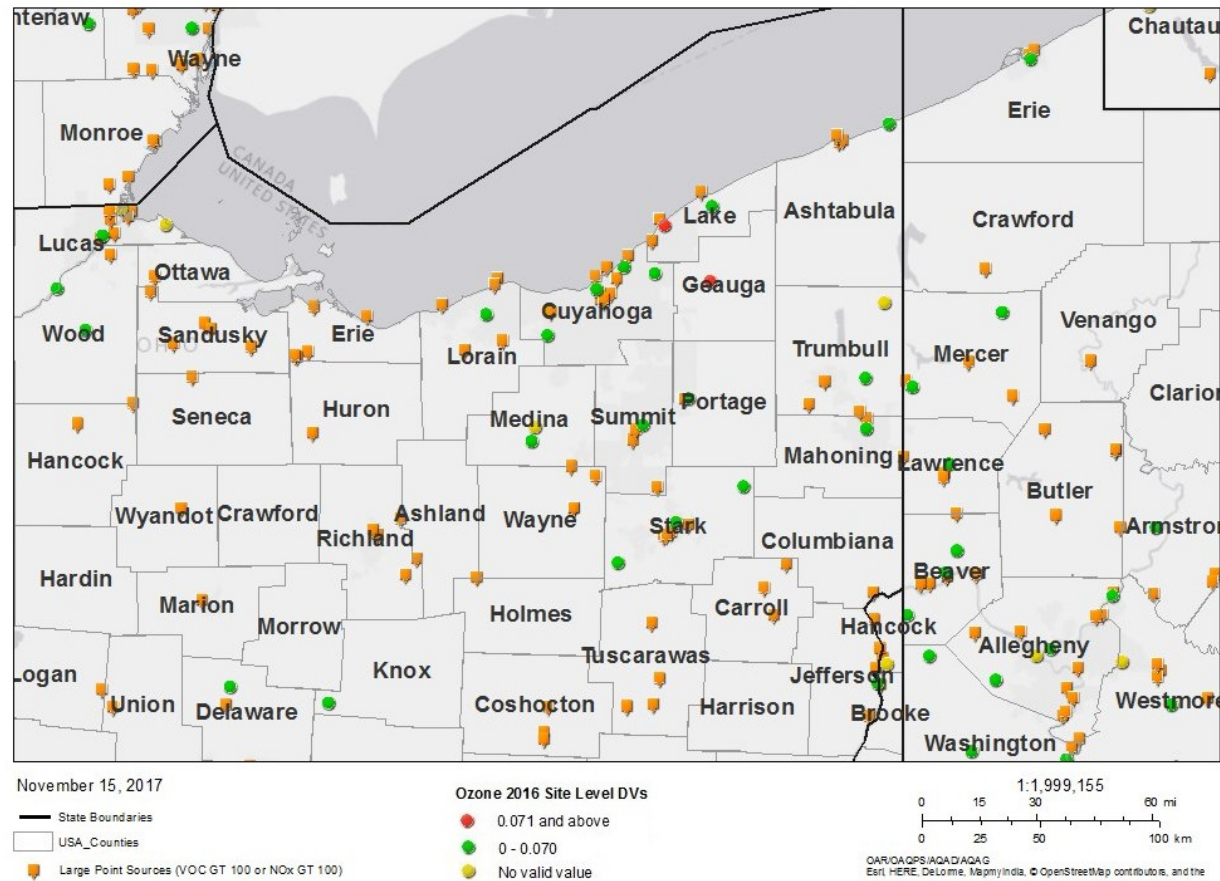 ntenaw
Wayne
Chautau
Monroe
Erie
CANADA
UNITED STATES
Lake
Ashtabula
Crawford
Lucas
Ottawa
Geauga
Cuyahoga
Venango
Wood
OHIO
Sandusky
Erie
Lorain
Trumbull
Mercer
Clarion
Seneca
Huron
Medina
Summit
Portage
Hancock
Mahoning
Lawrence
Butler
Wyandot
Crawford
Ashland
Wayne
Stark
Armstron
Richland
Columbiana
Hardin
Beaver
Marion
Morrow
Holmes
Carroll
Hancock
Allegheny
Knox
Tuscarawas
Logan
Jefferson
Union
Delaware
Coshocton
Harrison
Brooke
Westmore
Washington
November 15, 2017
State Boundaries
USA_Counties
Large Point Sources (VOC GT 100 or NOx GT 100)
Ozone 2016 Site Level DVs
0.071 and above
0 - 0.070
No valid value
1:1,999,155
0 15 30 60 mi
0 25 50 100 km
OAR/OAQPS/AQAD/AQAG
Esri, HERE, DeLorme, MapmyIndia, © OpenStreetMap contributors, and the